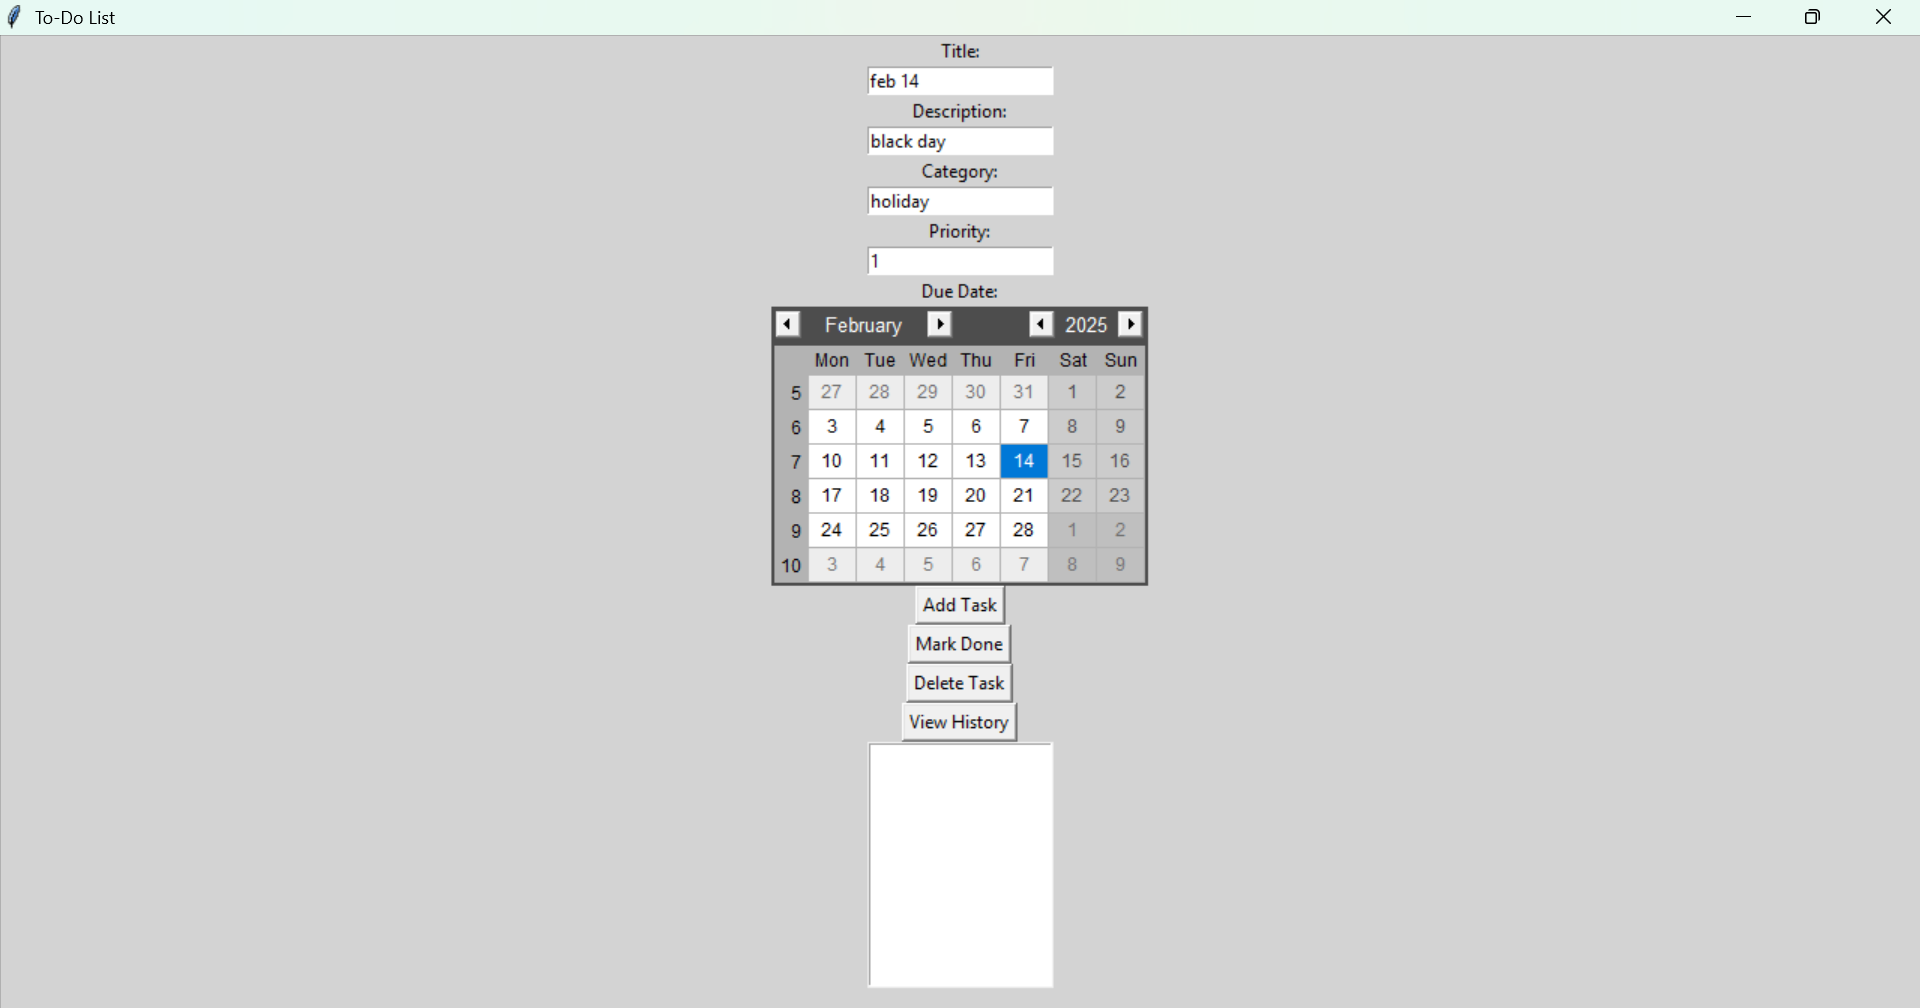 To-Do List
Title:
feb 14
Description:
black day
Category:
holiday
Priority:
1
Due Date:
February 2025
Mon Tue Wed Thu Fri Sat Sun
5 27 28 29 30 31 1 2
6 3 4 5 6 7 8 9
7 10 11 12 13 14 15 16
8 17 18 19 20 21 22 23
9 24 25 26 27 28 1 2
10 3 4 5 6 7 8 9
Add Task
Mark Done
Delete Task
View History